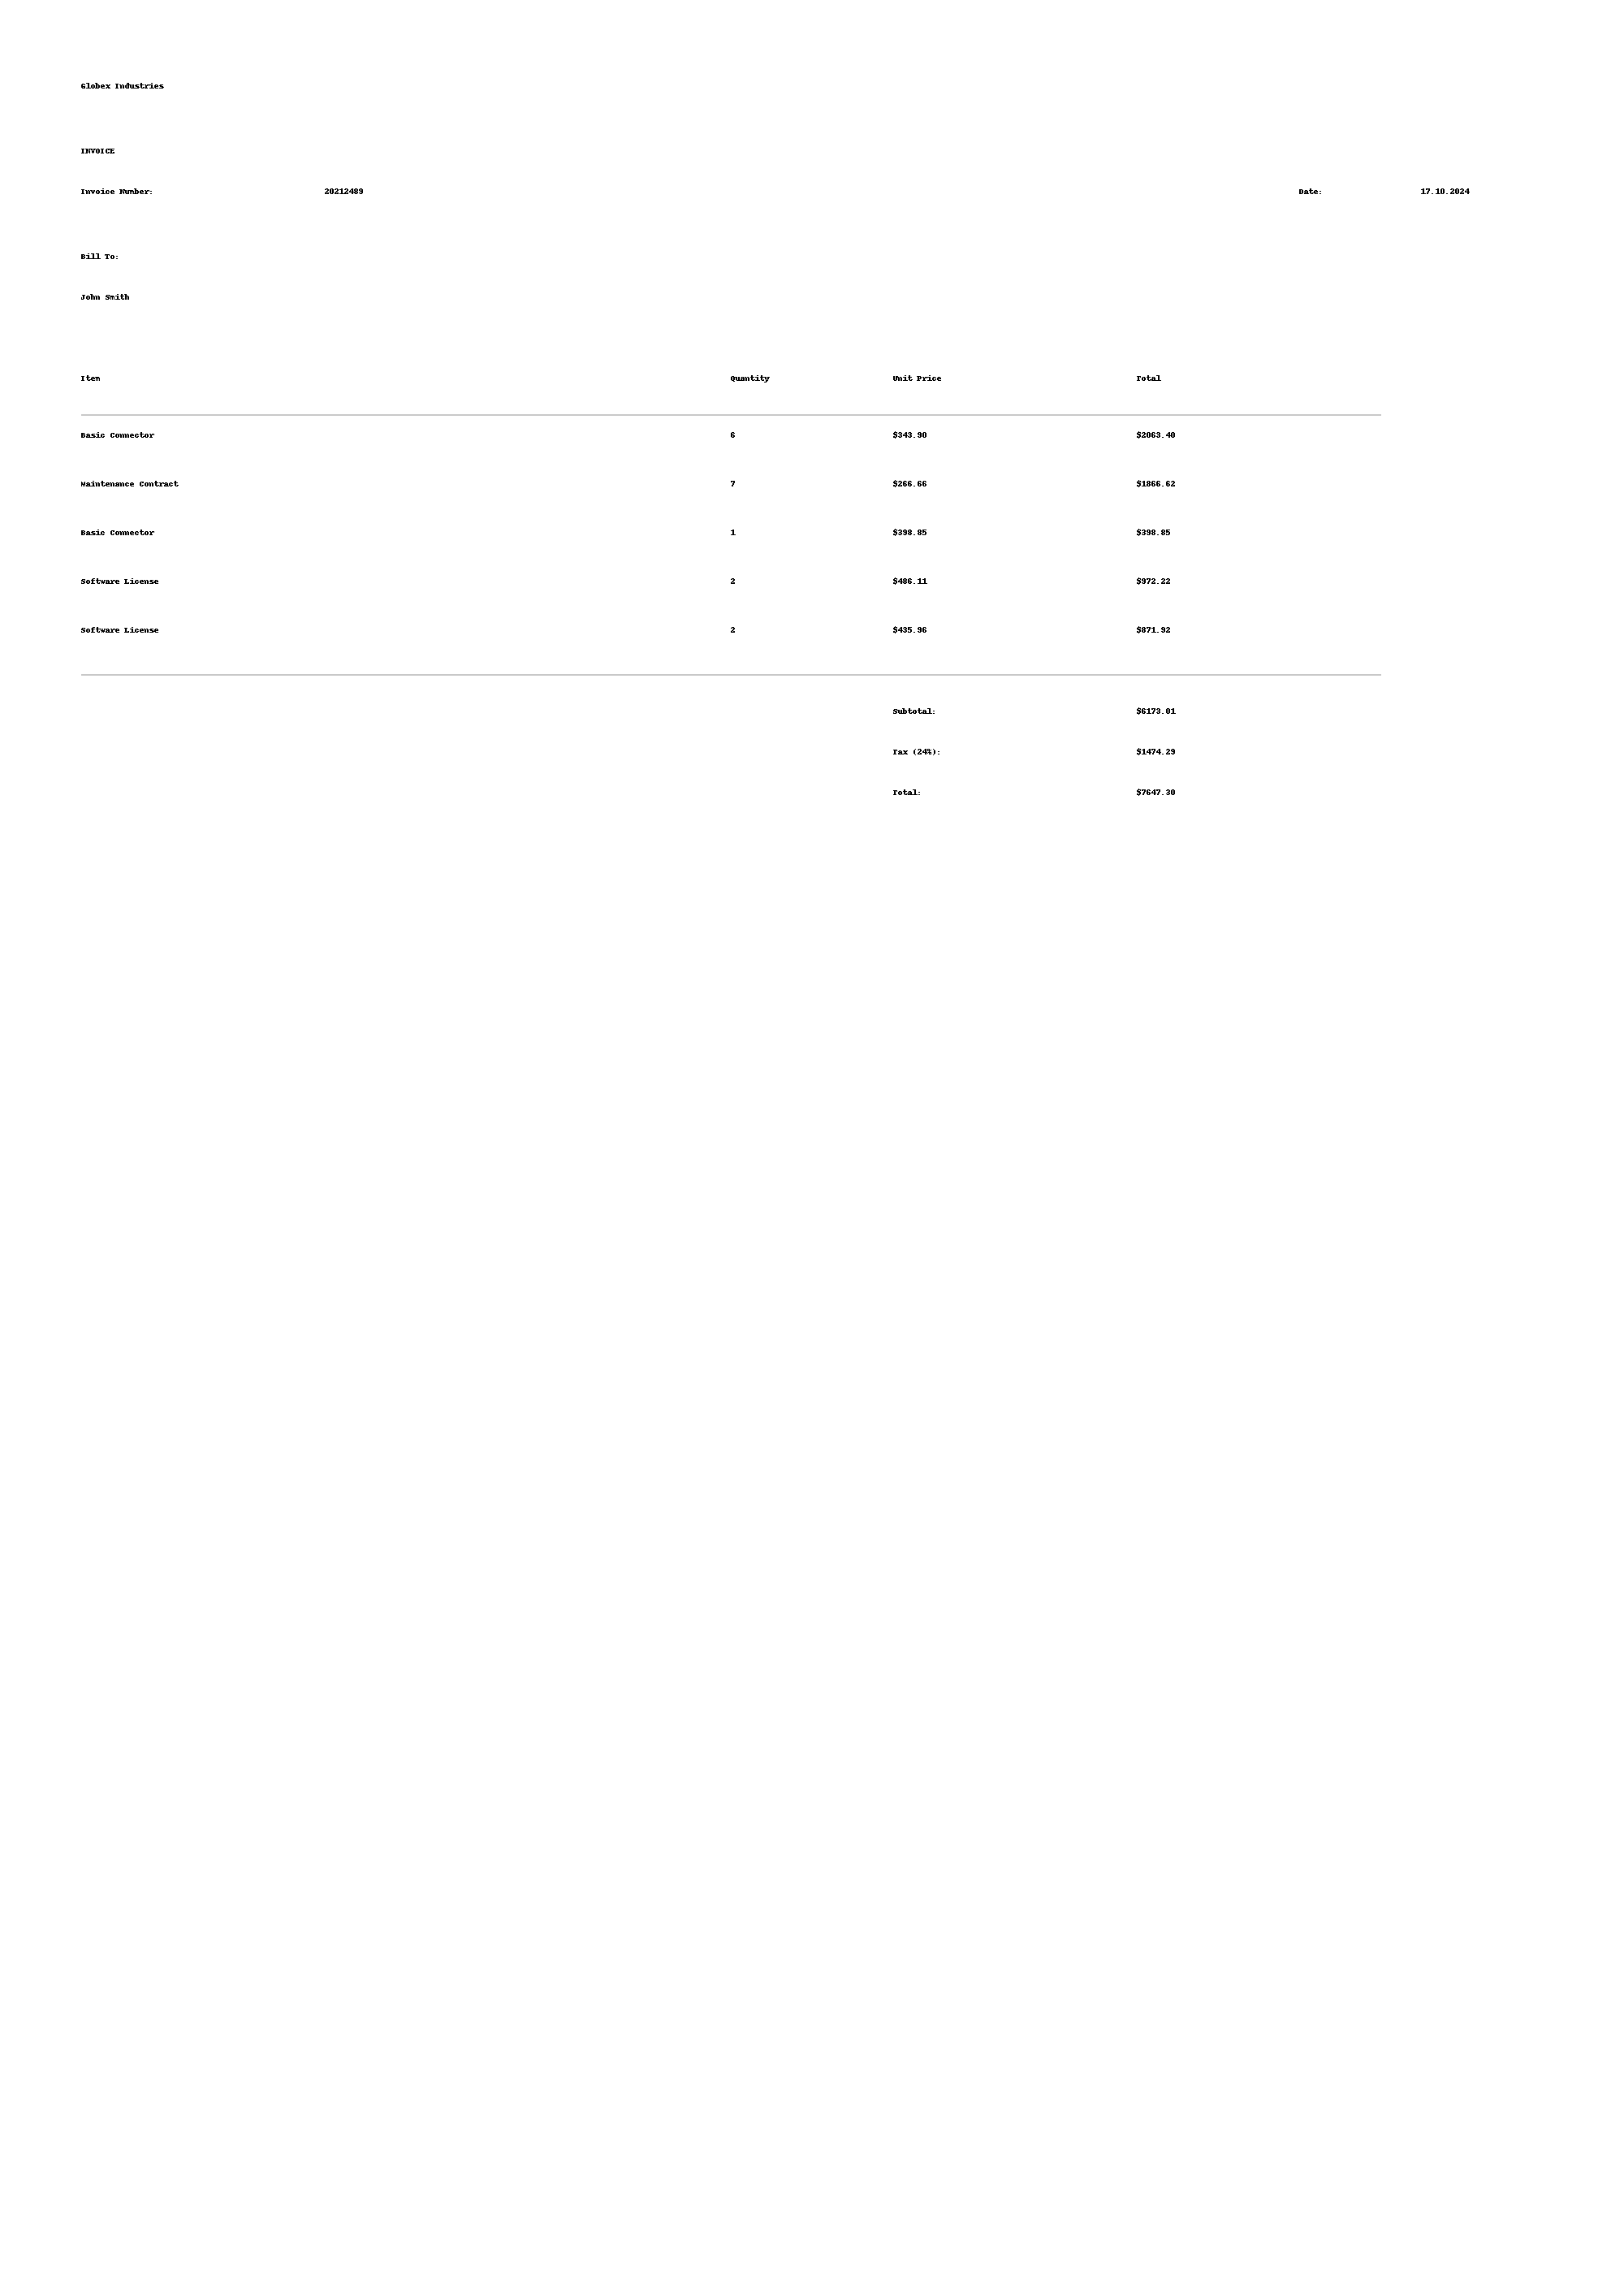 Globex Industries
INVOICE
Invoice Number: 20212489 Date: 17.10.2024
Bill To:
John Smith
Item Quantity Unit Price Total
Basic Connector 6 $343.90 $2063.40
Maintenance Contract 7 $266.66 $1866.62
Basic Connector 1 $398.85 $398.85
Software License 2 $486.11 $972.22
Software License 2 $435.96 $871.92
Subtotal: $6173.01
Tax (24%): $1474.29
Total: $7647.30